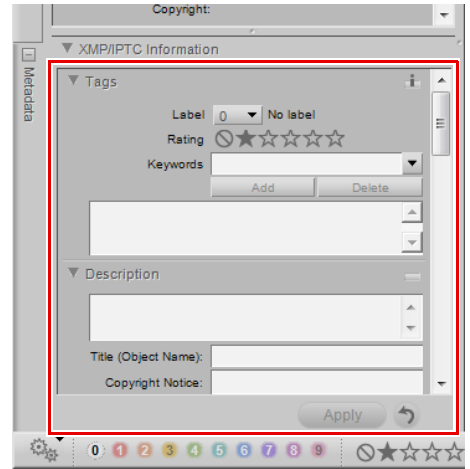 Copyright:
XMP/IPTC Information
Metadata
Tags
i
Label 0 No label
Rating
Keywords
Add Delete
Description
Title (Object Name):
Copyright Notice:
Apply
0 1 2 3 4 5 6 7 8 9